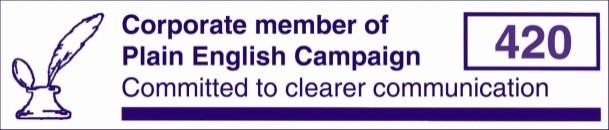 Corporate member of
Plain English Campaign
Committed to clearer communication
420